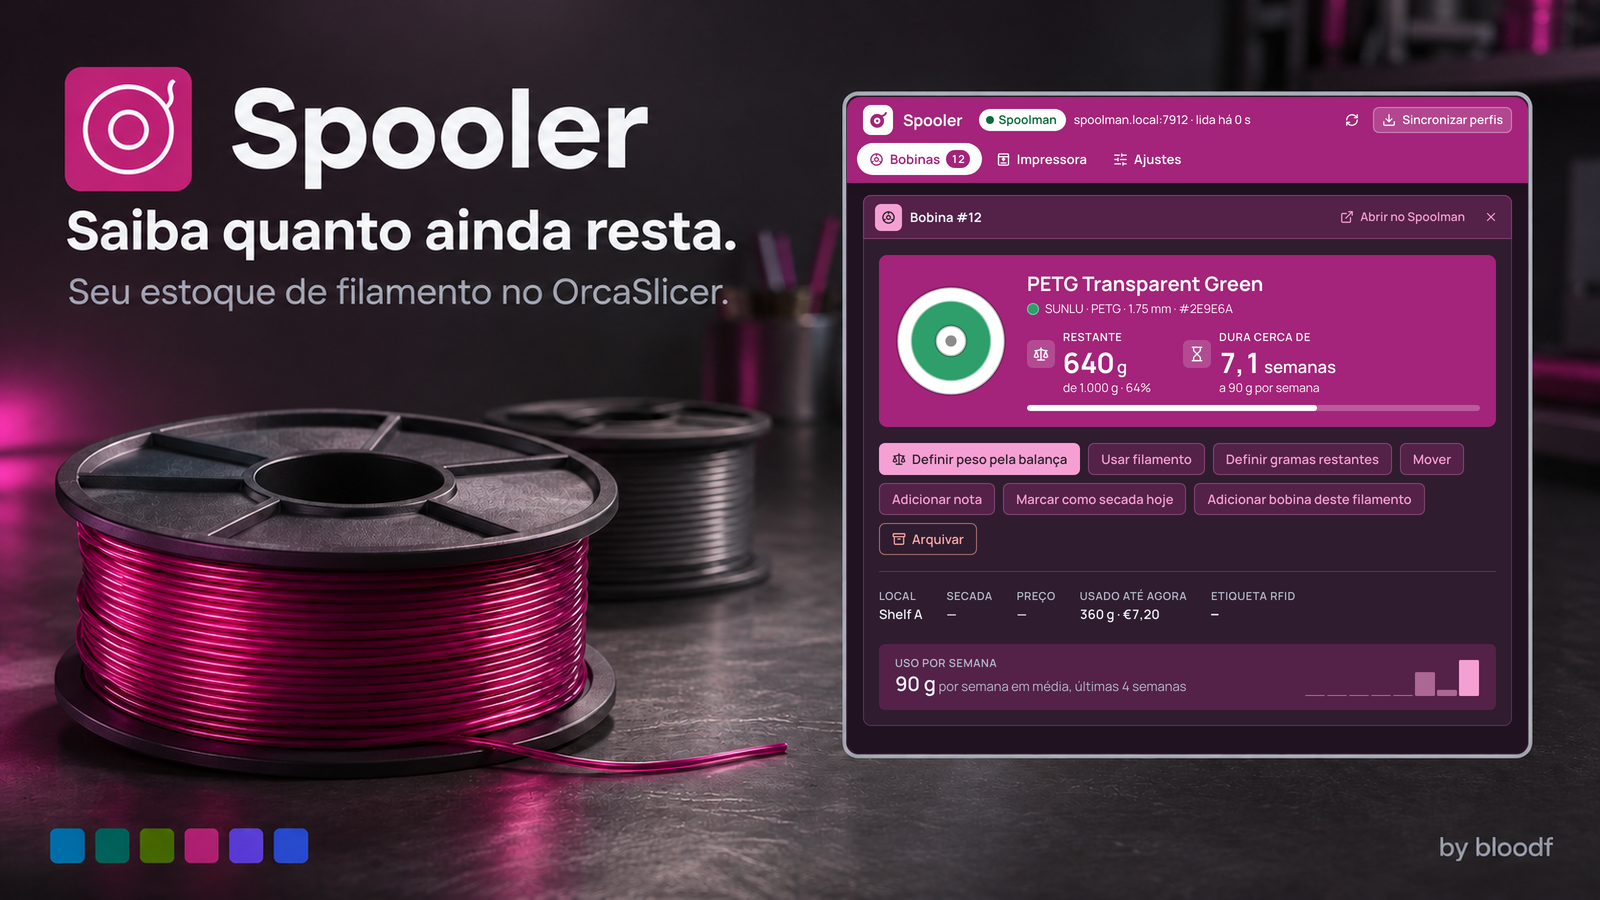 Spooler
Saiba quanto ainda resta.
Seu estoque de filamento no OrcaSlicer.
Spooler
Spoolman
spoolman.local:7912 · lida há 0 s
Sincronizar perfis
Bobinas 12
Impressora
Ajustes
Bobina #12
Abrir no Spoolman
PETG Transparent Green
SUNLU · PETG · 1.75 mm · #2E9E6A
RESTANTE
640 g
de 1.000 g · 64%
DURA CERCA DE
7,1 semanas
a 90 g por semana
Definir peso pela balança
Usar filamento
Definir gramas restantes
Mover
Adicionar nota
Marcar como secada hoje
Adicionar bobina deste filamento
Arquivar
LOCAL
Shelf A
SECADA
–
PREÇO
–
USADO ATÉ AGORA
360 g · €7,20
ETIQUETA RFID
–
USO POR SEMANA
90 g por semana em média, últimas 4 semanas
by bloodf